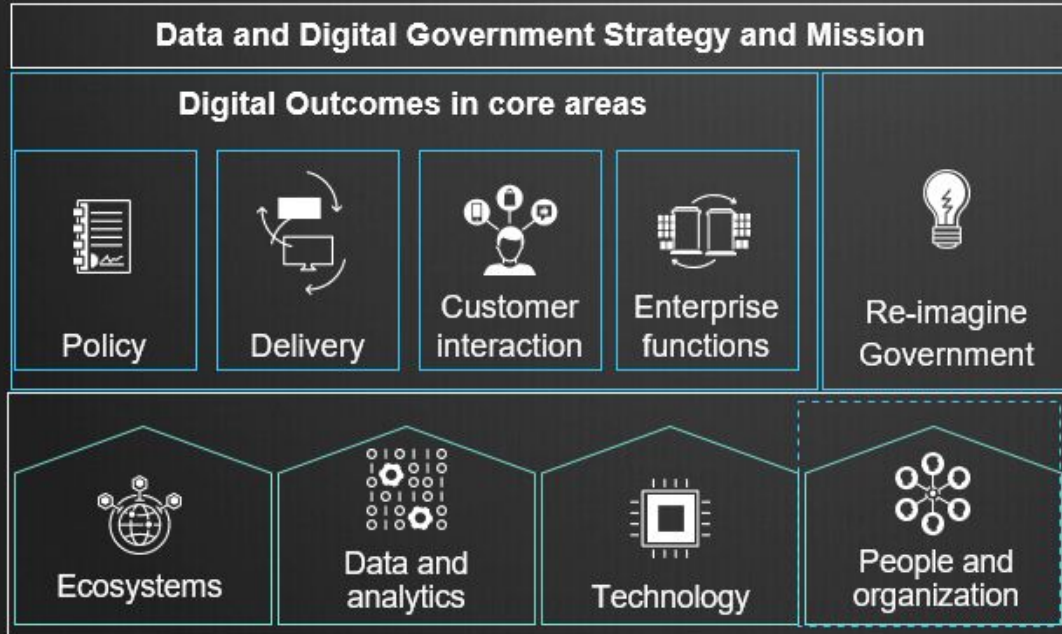 Data and Digital Government Strategy and Mission
Digital Outcomes in core areas
Policy
Delivery
Customer
interaction
Enterprise
functions
Re-imagine
Government
Ecosystems
Data and
analytics
Technology
People and
organization